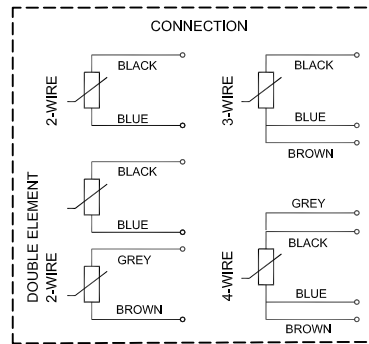 CONNECTION
2-WIRE
BLACK
BLUE
3-WIRE
BLACK
BLUE
BROWN
DOUBLE ELEMENT
2-WIRE
BLACK
BLUE
GREY
BROWN
4-WIRE
GREY
BLACK
BLUE
BROWN